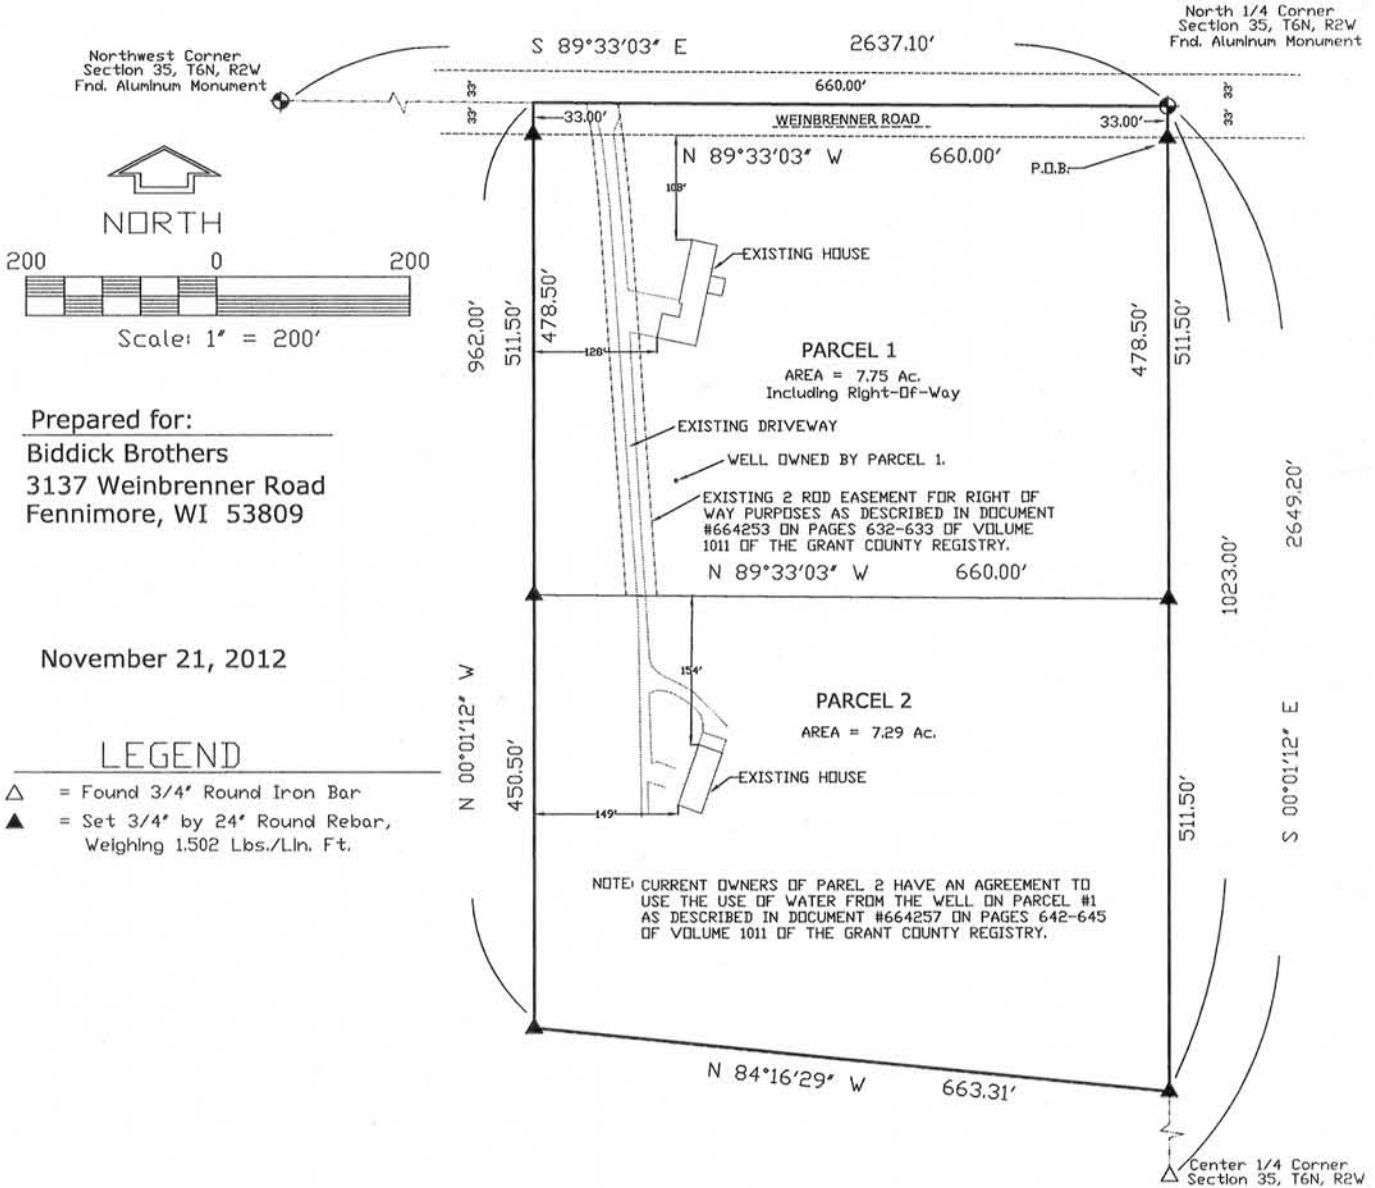 North 1/4 Corner
Section 35, T6N, R2W
Fnd. Aluminum Monument
Northwest Corner
Section 35, T6N, R2W
Fnd. Aluminum Monument
S 89°33'03" E 2637.10'
660.00'
33'
33'
33'
33'
33.00'
WEINBRENNER ROAD
33.00'
N 89°33'03" W 660.00'
P.O.B.
108'
NORTH
200 0 200
Scale: 1" = 200'
EXISTING HOUSE
962.00'
511.50'
478.50'
128'
PARCEL 1
AREA = 7.75 Ac.
Including Right-Of-Way
478.50'
511.50'
Prepared for:
Biddick Brothers
3137 Weinbrenner Road
Fennimore, WI 53809
EXISTING DRIVEWAY
WELL OWNED BY PARCEL 1.
EXISTING 2 ROD EASEMENT FOR RIGHT OF
WAY PURPOSES AS DESCRIBED IN DOCUMENT
#664253 ON PAGES 632-633 OF VOLUME
1011 OF THE GRANT COUNTY REGISTRY.
N 89°33'03" W 660.00'
1023.00'
2649.20'
November 21, 2012
154'
PARCEL 2
AREA = 7.29 Ac.
N 00°01'12" W
450.50'
EXISTING HOUSE
149'
511.50'
S 00°01'12" E
LEGEND
△ = Found 3/4" Round Iron Bar
▲ = Set 3/4" by 24" Round Rebar,
Weighing 1.502 Lbs./Lin. Ft.
NOTE: CURRENT OWNERS OF PAREL 2 HAVE AN AGREEMENT TO
USE THE USE OF WATER FROM THE WELL ON PARCEL #1
AS DESCRIBED IN DOCUMENT #664257 ON PAGES 642-645
OF VOLUME 1011 OF THE GRANT COUNTY REGISTRY.
N 84°16'29" W 663.31'
Center 1/4 Corner
Section 35, T6N, R2W